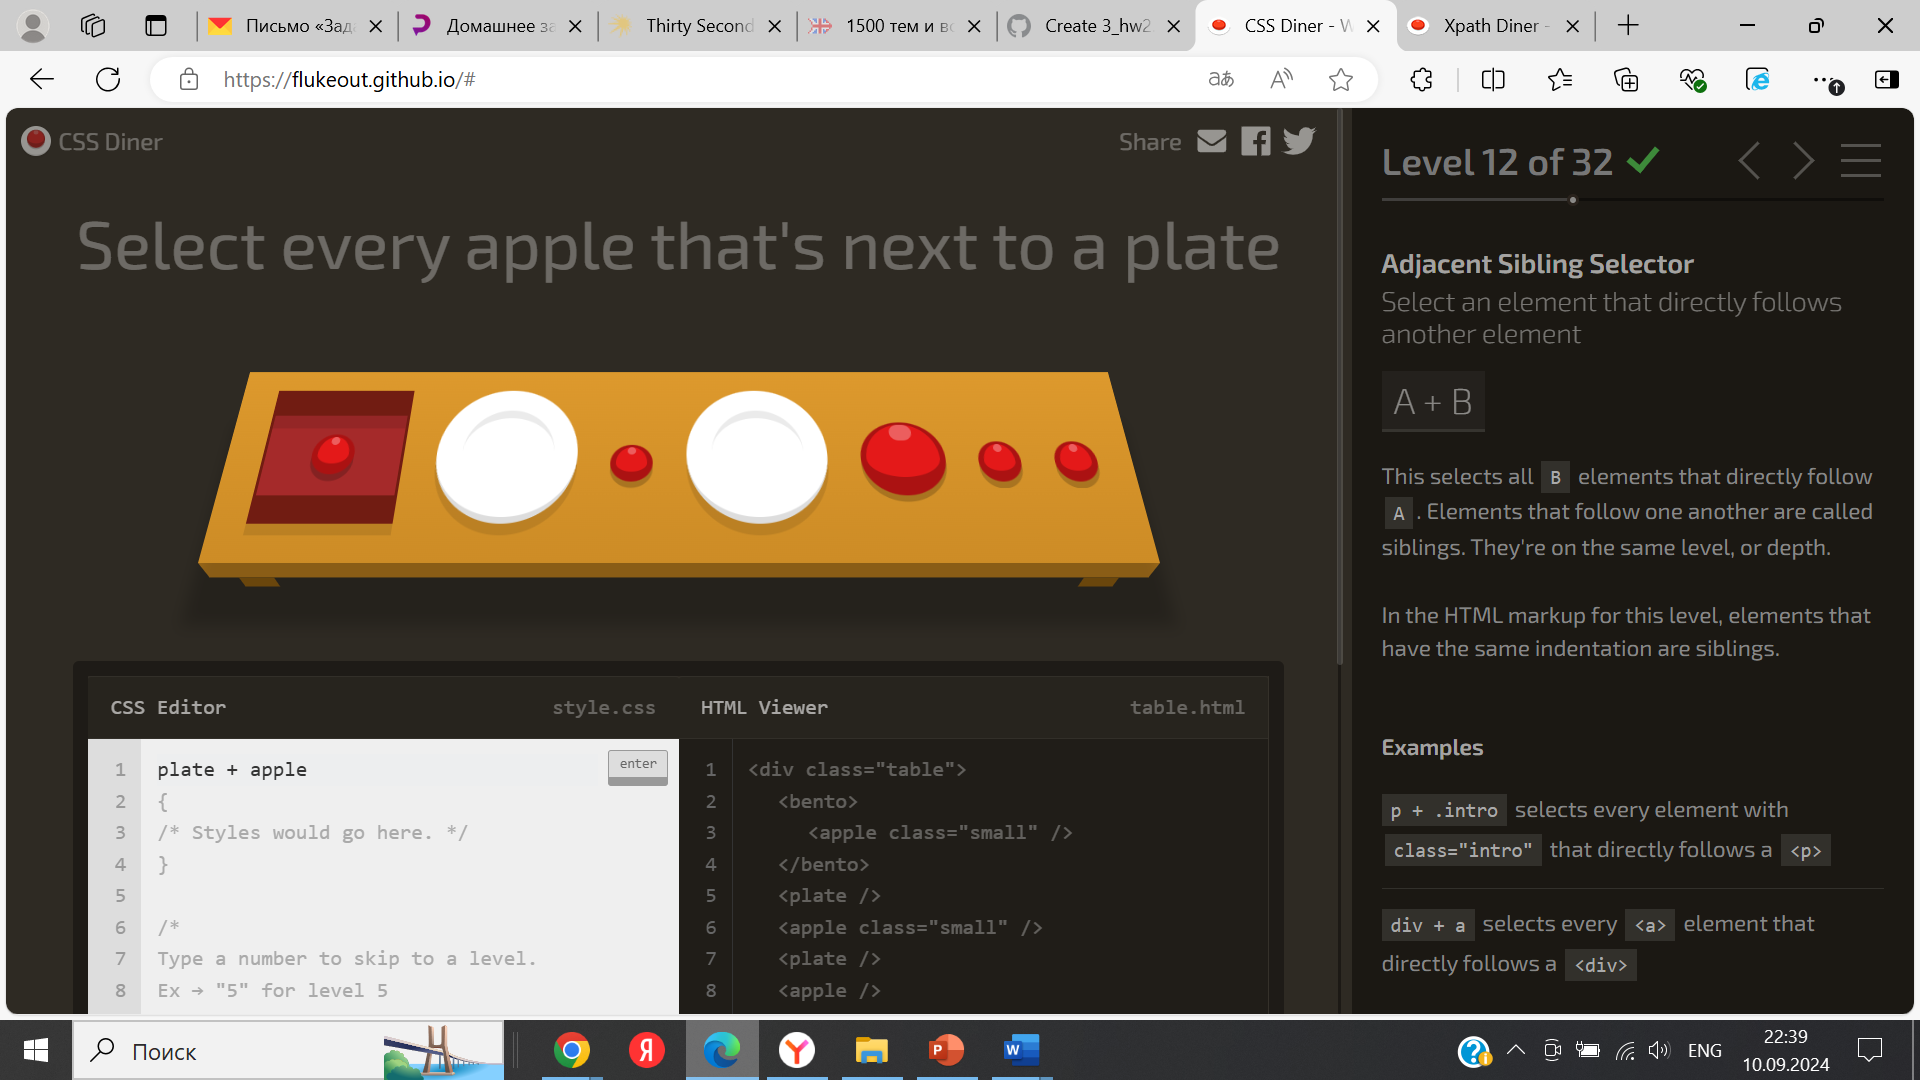 Письмо «Зад
Домашнее за
Thirty Second
1500 тем и во
Create 3_hw2
CSS Diner - W
Xpath Diner -
https://flukeout.github.io/#
CSS Diner
Share
Select every apple that's next to a plate
CSS Editor
style.css
HTML Viewer
table.html
1 plate + apple
enter
2 {
3 /* Styles would go here. */
4 }
5
6 /*
7 Type a number to skip to a level.
8 Ex → "5" for level 5
1 <div class="table">
2 <bento>
3 <apple class="small" />
4 </bento>
5 <plate />
6 <apple class="small" />
7 <plate />
8 <apple />
Level 12 of 32
Adjacent Sibling Selector
Select an element that directly follows
another element
A + B
This selects all B elements that directly follow
A . Elements that follow one another are called
siblings. They're on the same level, or depth.
In the HTML markup for this level, elements that
have the same indentation are siblings.
Examples
p + .intro selects every element with
class="intro" that directly follows a <p>
div + a selects every <a> element that
directly follows a <div>
Поиск
ENG
22:39
10.09.2024